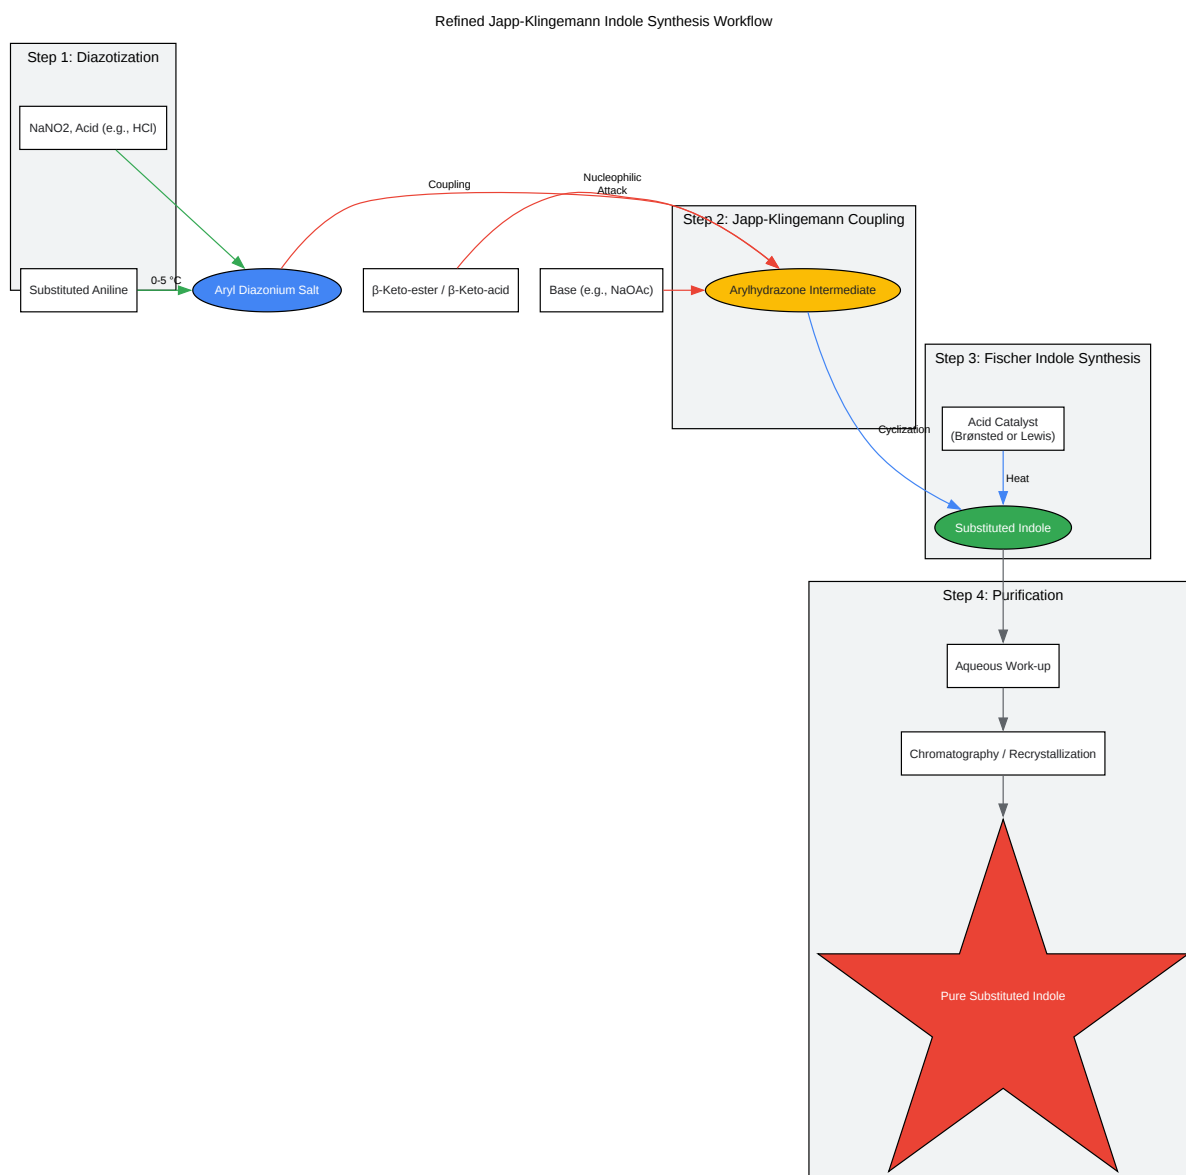 Refined Japp-Klingemann Indole Synthesis Workflow
Step 1: Diazotization
NaNO2, Acid (e.g., HCl)
Substituted Aniline
0-5 °C
Aryl Diazonium Salt
Coupling
Nucleophilic
Attack
β-Keto-ester / β-Keto-acid
Base (e.g., NaOAc)
Step 2: Japp-Klingemann Coupling
Arylhydrazone Intermediate
Cyclization
Step 3: Fischer Indole Synthesis
Acid Catalyst
(Brønsted or Lewis)
Heat
Substituted Indole
Step 4: Purification
Aqueous Work-up
Chromatography / Recrystallization
Pure Substituted Indole